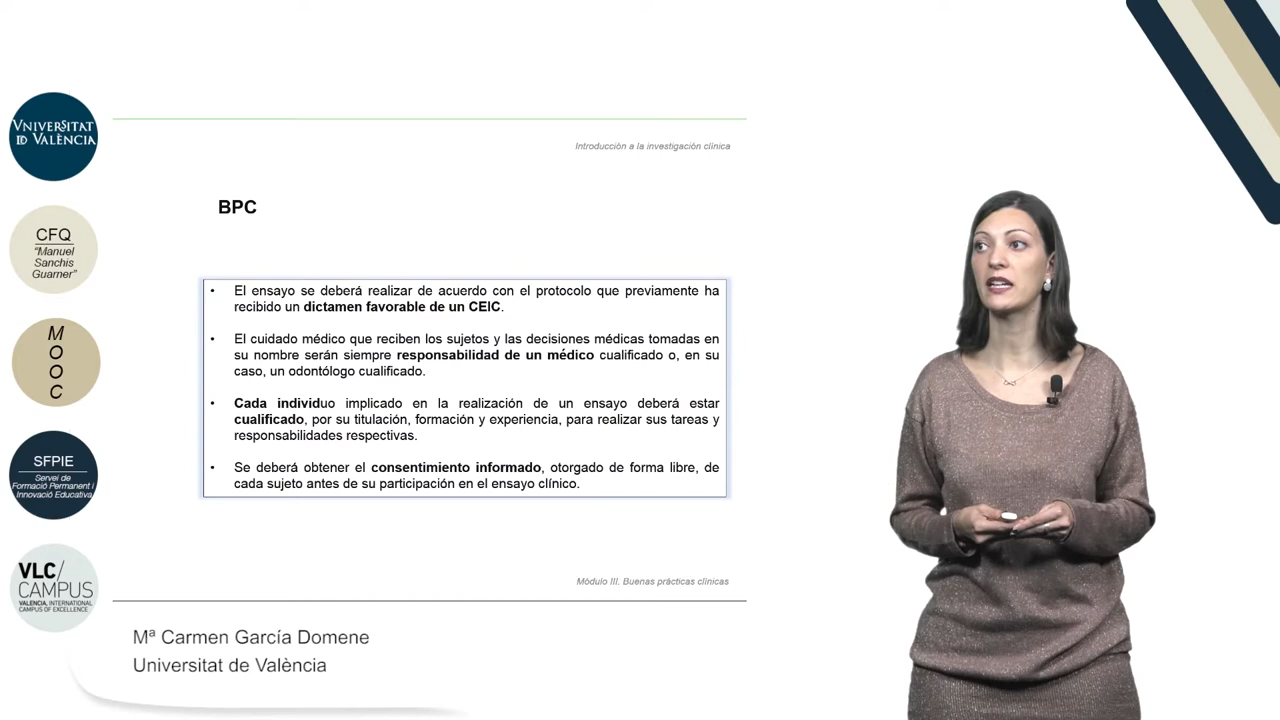 VNIVERSITAT
D VALÈNCIA
CFQ
“Manuel
Sanchis
Guarner”
M
O
O
C
SFPIE
Servei de
Formació Permanent i
Innovació Educativa
VLC/
CAMPUS
VALENCIA, INTERNATIONAL
CAMPUS OF EXCELLENCE
Introducción a la investigación clínica
BPC
• El ensayo se deberá realizar de acuerdo con el protocolo que previamente ha
recibido un dictamen favorable de un CEIC.
• El cuidado médico que reciben los sujetos y las decisiones médicas tomadas en
su nombre serán siempre responsabilidad de un médico cualificado o, en su
caso, un odontólogo cualificado.
• Cada individuo implicado en la realización de un ensayo deberá estar
cualificado, por su titulación, formación y experiencia, para realizar sus tareas y
responsabilidades respectivas.
• Se deberá obtener el consentimiento informado, otorgado de forma libre, de
cada sujeto antes de su participación en el ensayo clínico.
Módulo III. Buenas prácticas clínicas
Mª Carmen García Domene
Universitat de València